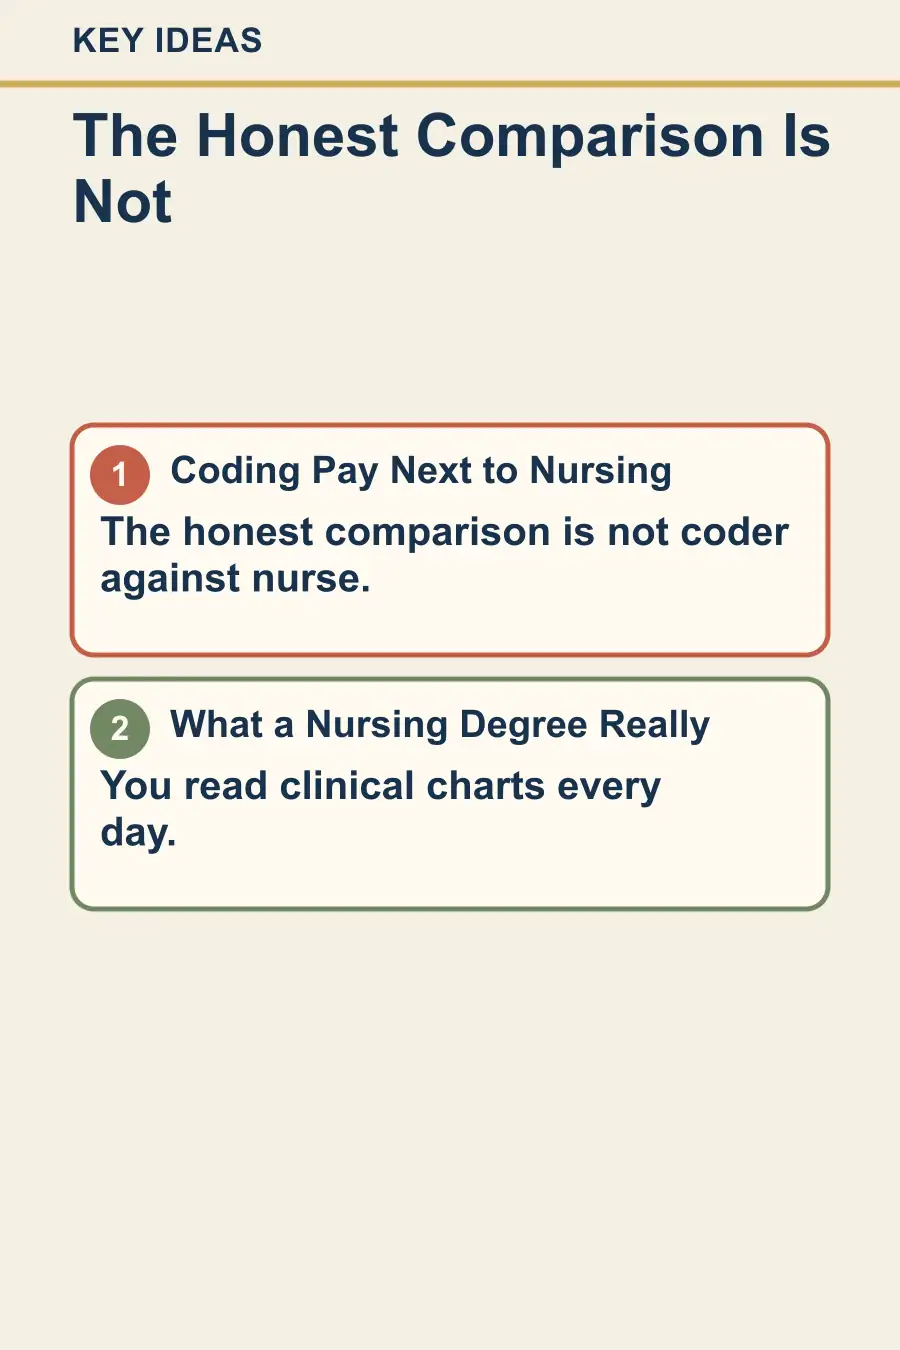 KEY IDEAS
The Honest Comparison Is
Not
1 Coding Pay Next to Nursing
The honest comparison is not coder
against nurse.
2 What a Nursing Degree Really
You read clinical charts every
day.